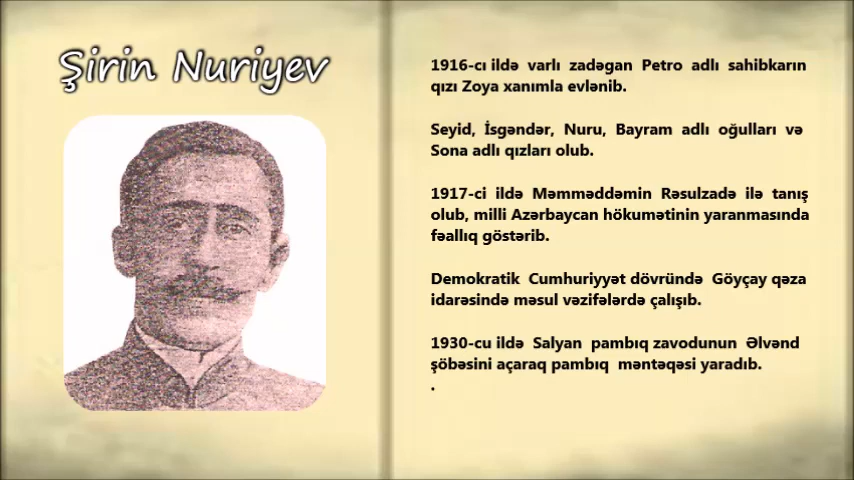 Şirin Nuriyev
1916-cı ildə varlı zadəgan Petro adlı sahibkarın
qızı Zoya xanımla evlənib.
Seyid, İsgəndər, Nuru, Bayram adlı oğulları və
Sona adlı qızları olub.
1917-ci ildə Məmməddəmin Rəsulzadə ilə tanış
olub, milli Azərbaycan hökumətinin yaranmasında
fəallıq göstərib.
Demokratik Cumhuriyyət dövründə Göyçay qəza
idarəsində məsul vəzifələrdə çalışıb.
1930-cu ildə Salyan pambıq zavodunun Əlvənd
şöbəsini açaraq pambıq məntəqəsi yaradıb.
.